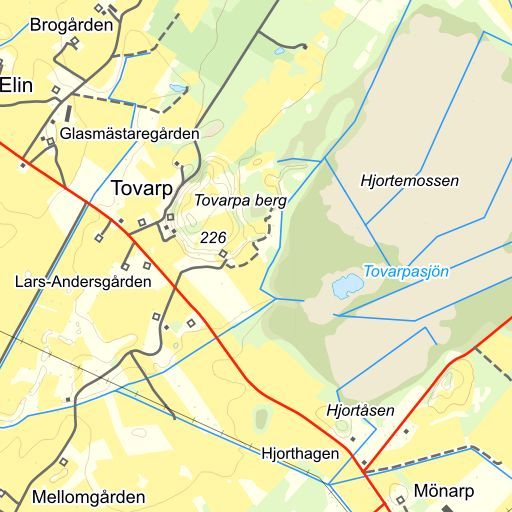 Brogården
Elin
Glasmästaregården
Tovarp
Tovarpa berg
Hjortemossen
226
Tovarpasjön
Lars-Andersgården
Hjortåsen
Hjorthagen
Mellomgården
Mönarp